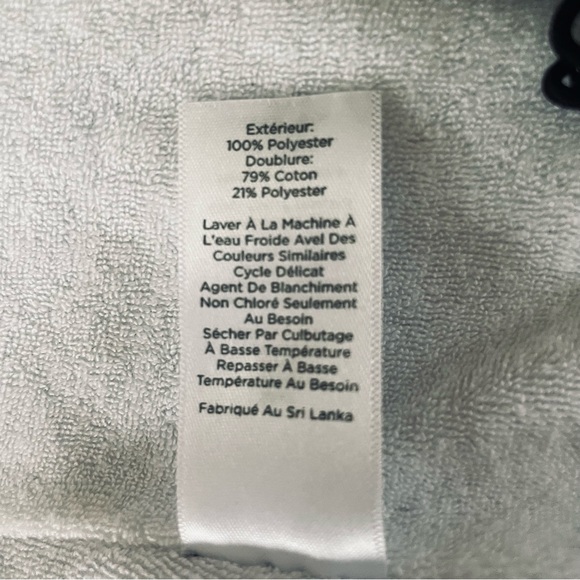 Extérieur:
100% Polyester
Doublure:
79% Coton
21% Polyester
Laver À La Machine À
L'eau Froide Avel Des
Couleurs Similaires
Cycle Délicat
Agent De Blanchiment
Non Chloré Seulement
Au Besoin
Sécher Par Culbutage
À Basse Température
Repasser À Basse
Température Au Besoin
Fabriqué Au Sri Lanka